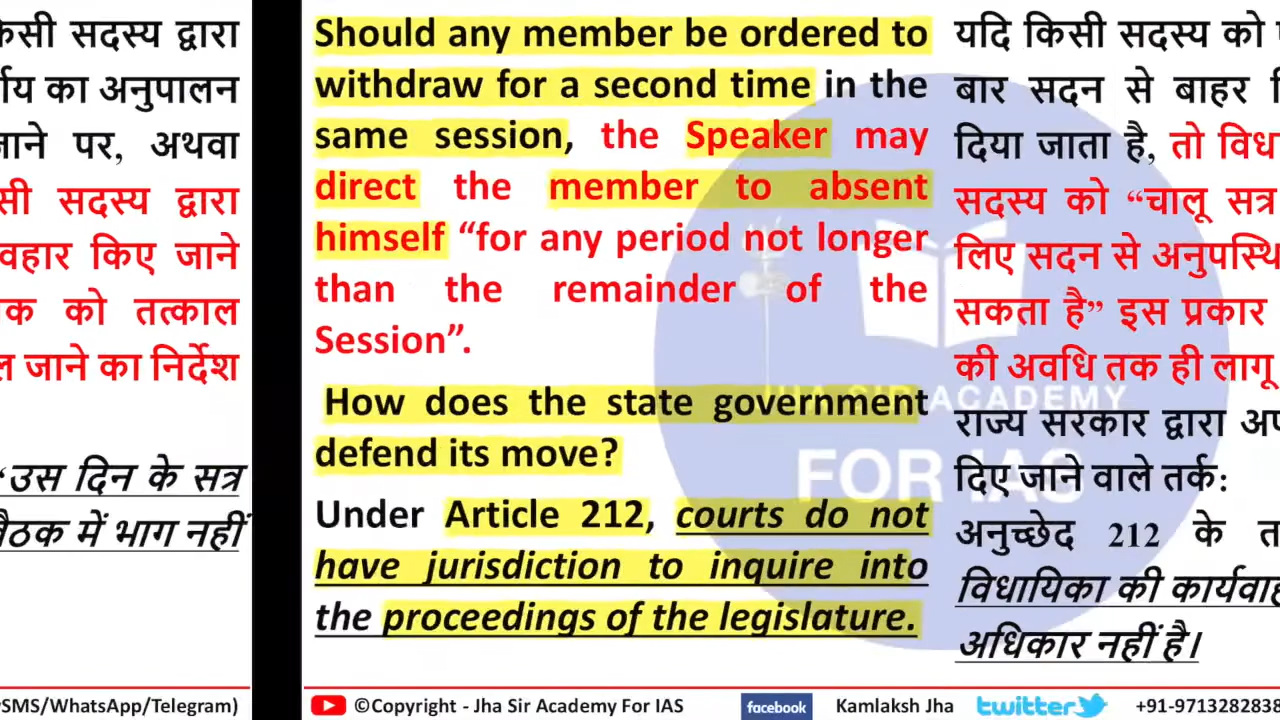 किसी सदस्य द्वारा
का अनुपालन
जाने पर, अथवा
सदस्य द्वारा
किए जाने
को तत्काल
जाने का निर्देश
“उस दिन के सत्र
बैठक में भाग नहीं
SMS/WhatsApp/Telegram)
Should any member be ordered to
withdraw for a second time in the
same session, the Speaker may
direct the member to absent
himself “for any period not longer
than the remainder of the
Session”.
How does the state government
defend its move?
Under Article 212, courts do not
have jurisdiction to inquire into
the proceedings of the legislature.
JHA SIR ACADEMY
FOR IAS
©Copyright - Jha Sir Academy For IAS
facebook
Kamlaksh Jha
twitter
+91-971328283
यदि किसी सदस्य को
बार सदन से बाहर
दिया जाता है, तो
सदस्य को “चालू सत्र
लिए सदन से
सकता है” इस प्रकार
की अवधि तक ही लागू
राज्य सरकार द्वारा
दिए जाने वाले तर्क:
अनुच्छेद 212 के
विधायिका की
अधिकार नहीं है।